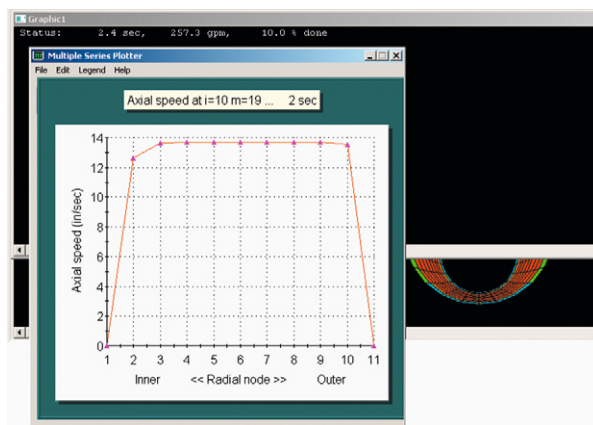 Graphic1
Status: 2.4 sec, 257.3 gpm, 10.0 % done
Multiple Series Plotter
File Edit Legend Help
Axial speed at i=10 m=19 ... 2 sec
14
12
10
8
6
4
2
0
Axial speed (in/sec)
1 2 3 4 5 6 7 8 9 10 11
Inner << Radial node >> Outer